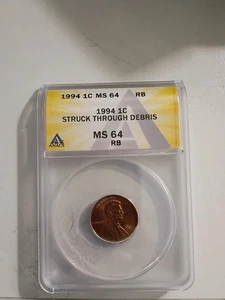 1994 1C MS 64 RB
1994 1C
STRUCK THROUGH DEBRIS
MS 64
RB